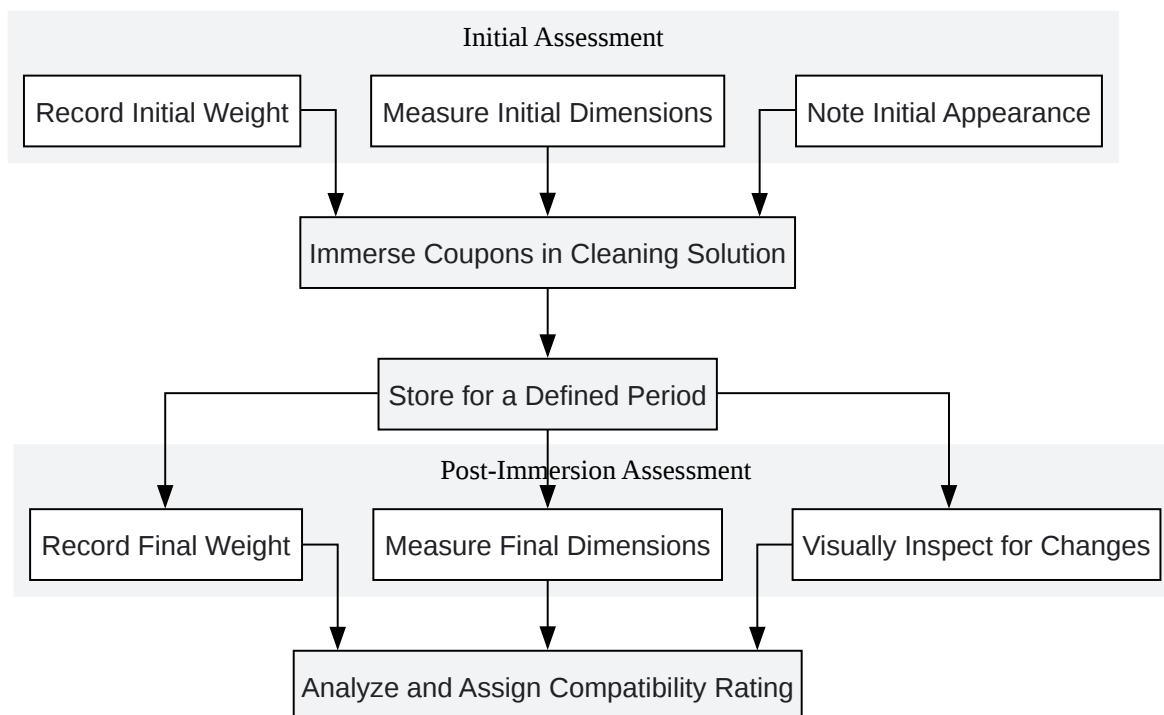 Initial Assessment
Record Initial Weight
Measure Initial Dimensions
Note Initial Appearance
Immerse Coupons in Cleaning Solution
Store for a Defined Period
Post-Immersion Assessment
Record Final Weight
Measure Final Dimensions
Visually Inspect for Changes
Analyze and Assign Compatibility Rating